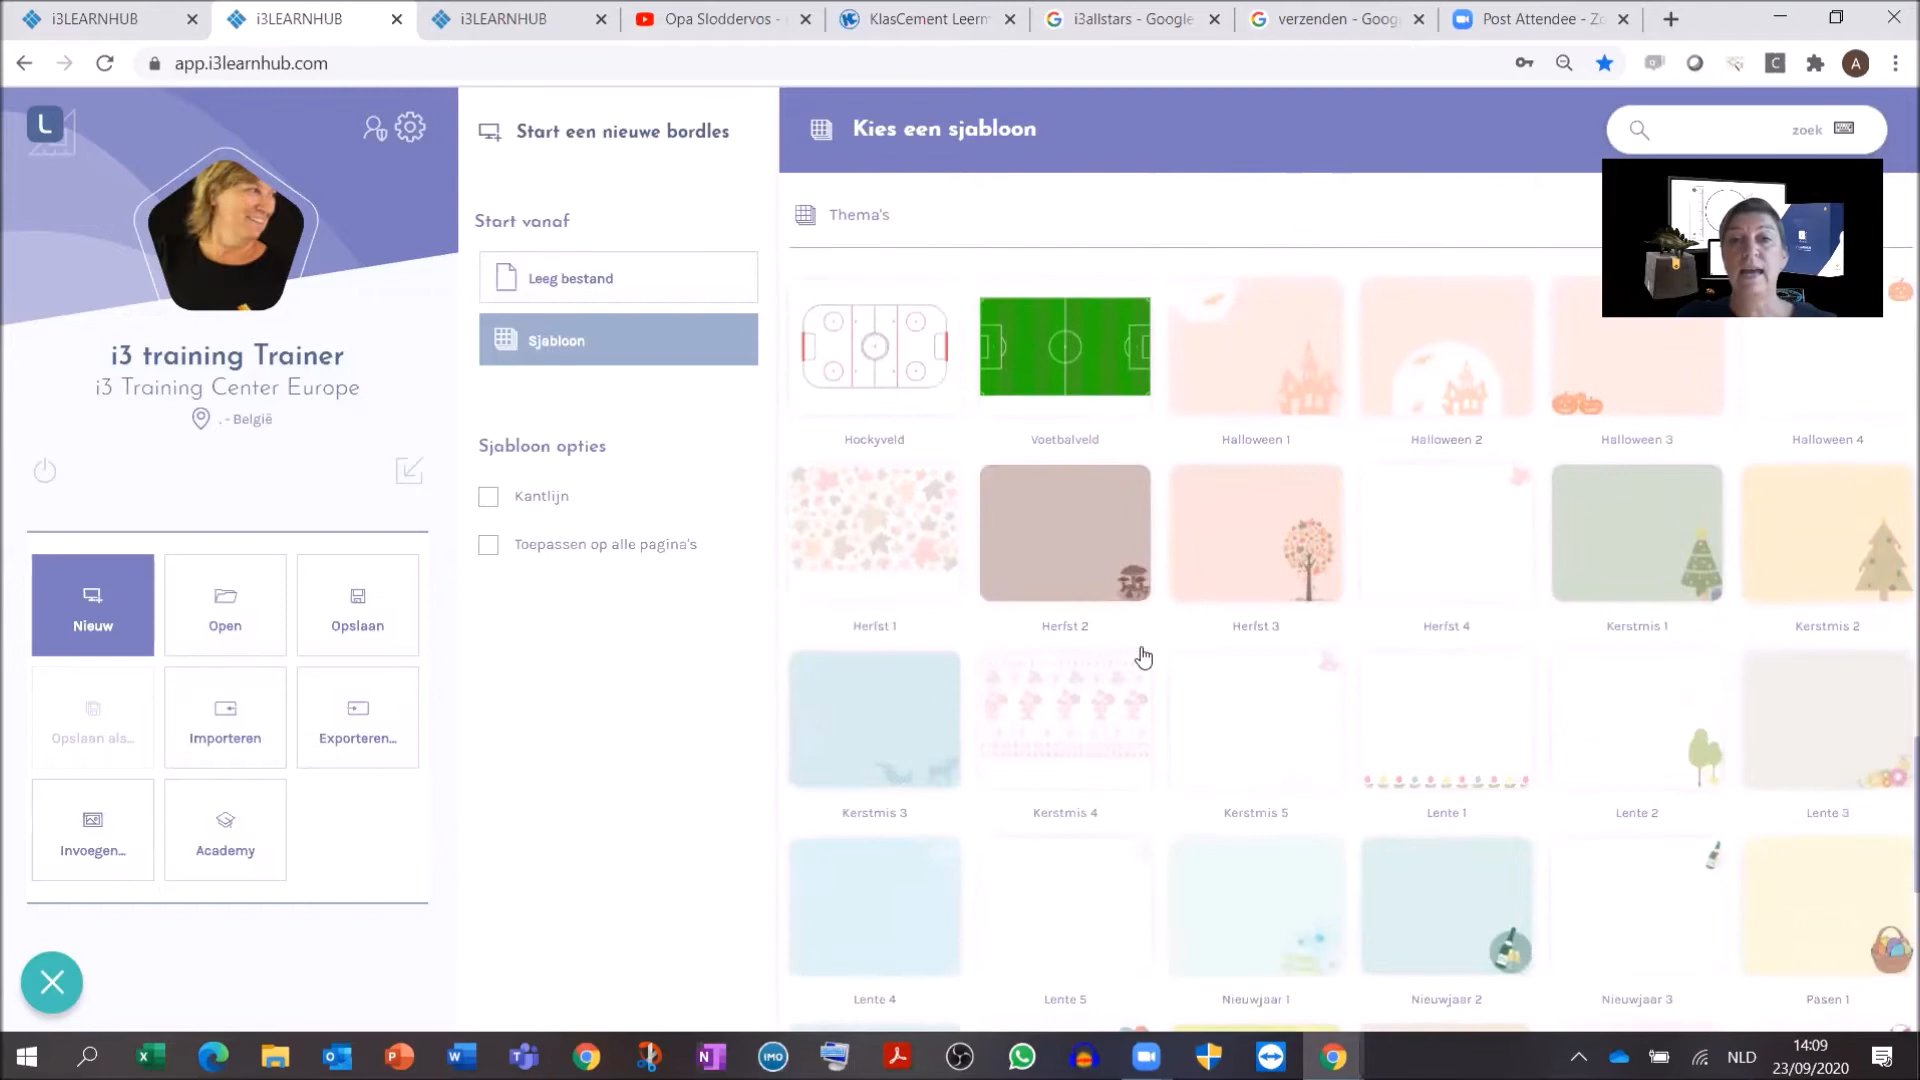 i3LEARNHUB
i3LEARNHUB
i3LEARNHUB
Opa Sloddervos -
KlasCement Leerm
i3allstars - Google
verzenden - Goog
Post Attendee - Zo
app.i3learnhub.com
A
L
Start een nieuwe bordles
Kies een sjabloon
zoek
Start vanaf
Thema's
Leeg bestand
Sjabloon
i3 training Trainer
i3 Training Center Europe
. - België
Sjabloon opties
Kantlijn
Toepassen op alle pagina's
Hockyveld
Voetbalveld
Halloween 1
Halloween 2
Halloween 3
Halloween 4
Herfst 1
Herfst 2
Herfst 3
Herfst 4
Kerstmis 1
Kerstmis 2
Nieuw
Open
Opslaan
Opslaan als...
Importeren
Exporteren...
Invoegen...
Academy
Kerstmis 3
Kerstmis 4
Kerstmis 5
Lente 1
Lente 2
Lente 3
Lente 4
Lente 5
Nieuwjaar 1
Nieuwjaar 2
Nieuwjaar 3
Pasen 1
IMO
NLD
14:09
23/09/2020